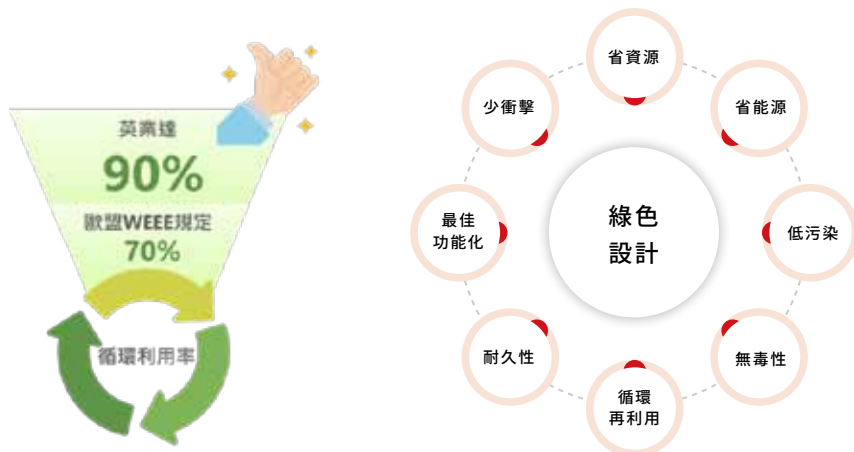 英業達
90%
歐盟WEEE規定
70%
循環利用率
綠色
設計
省資源
省能源
低污染
無毒性
循環
再利用
耐久性
最佳
功能化
少衝擊